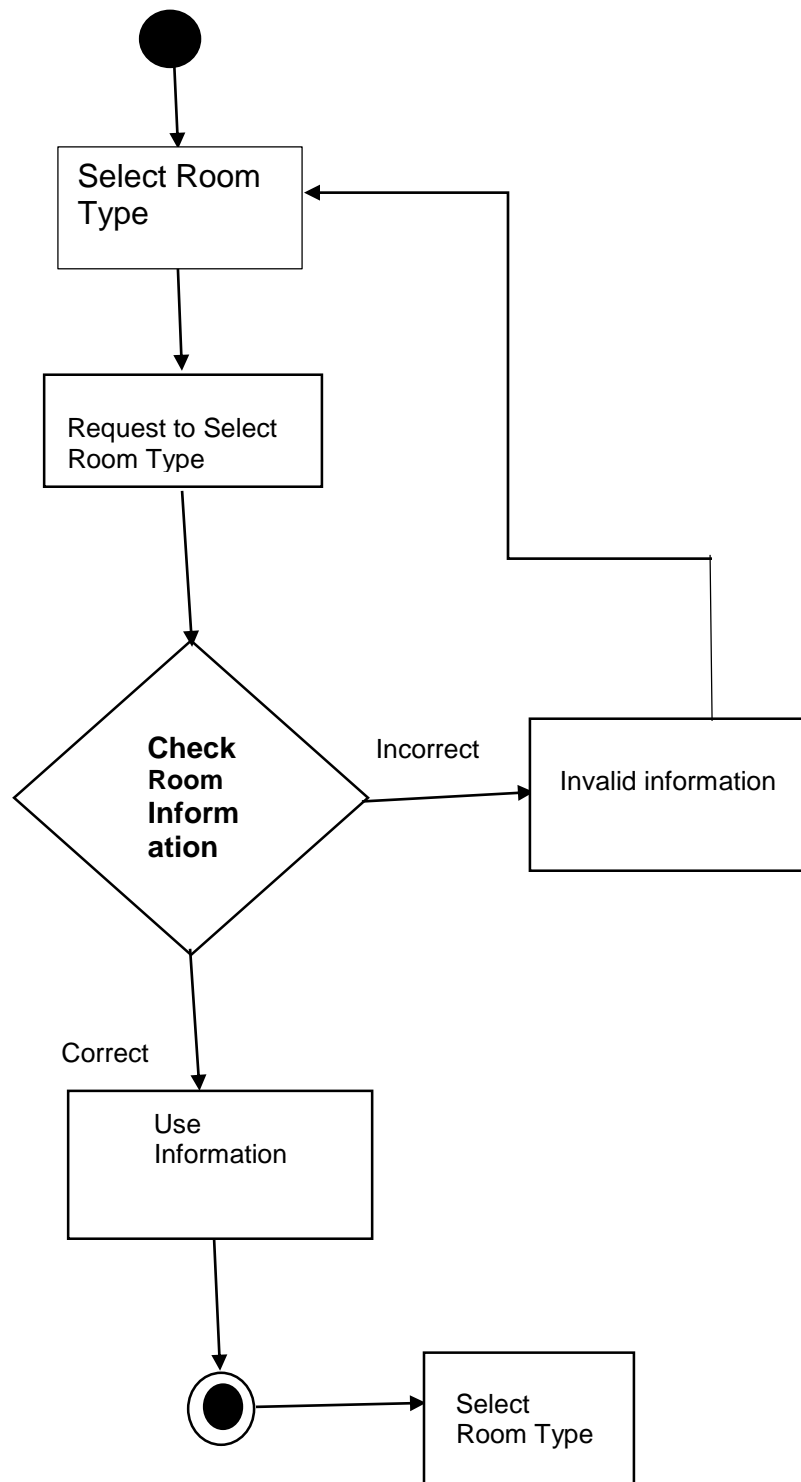 Select Room
Type
Request to Select
Room Type
Check
Room
Inform
ation
Incorrect
Invalid information
Correct
Use
Information
Select
Room Type